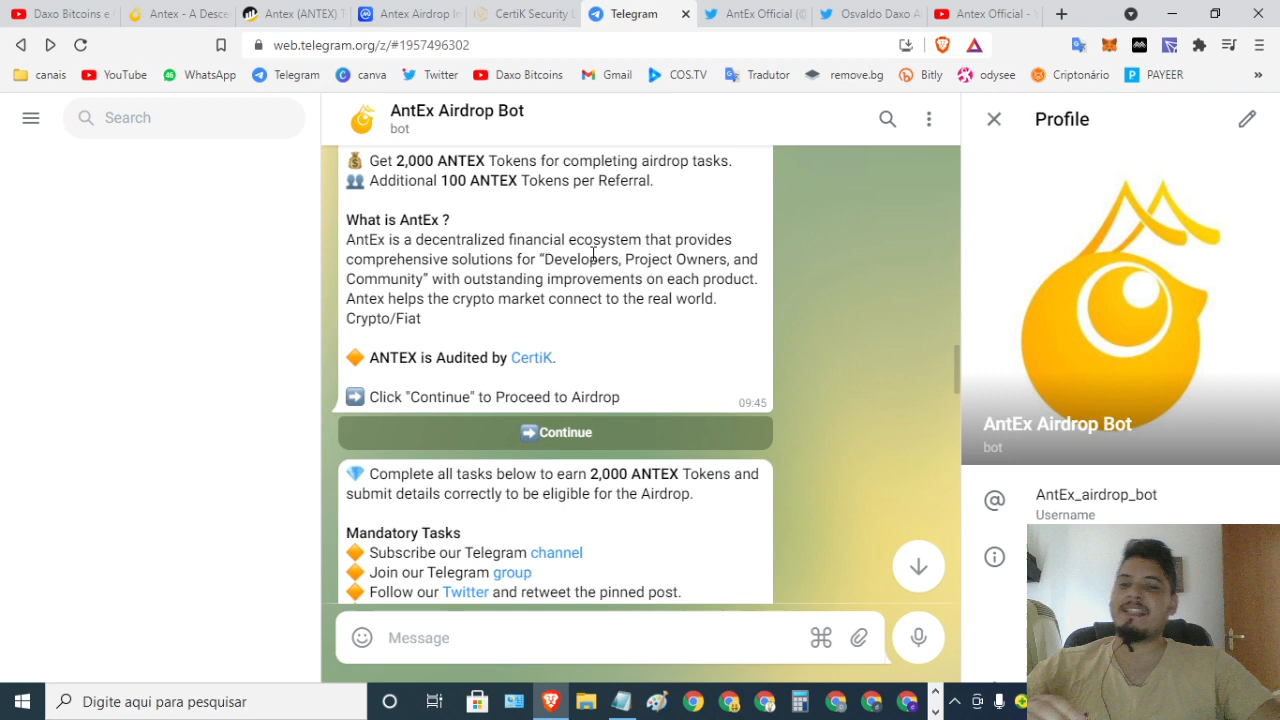 Daxo Bitcoins e
Antex - A Desce
Antex (ANTEX) T
Antex Airdrop Ic
CertiK Security L
Telegram
AntEx Official (@
Osvaldo Daxo A
Antex Official -
web.telegram.org/z/#1957496302
canais
YouTube
WhatsApp
Telegram
canva
Twitter
Daxo Bitcoins
Gmail
COS.TV
Tradutor
remove.bg
Bitly
odysee
Criptonário
PAYEER
Search
AntEx Airdrop Bot
bot
Profile
Get 2,000 ANTEX Tokens for completing airdrop tasks.
Additional 100 ANTEX Tokens per Referral.
What is AntEx ?
AntEx is a decentralized financial ecosystem that provides
comprehensive solutions for “Developers, Project Owners, and
Community” with outstanding improvements on each product.
Antex helps the crypto market connect to the real world.
Crypto/Fiat
ANTEX is Audited by CertiK.
Click "Continue" to Proceed to Airdrop
09:45
Continue
Complete all tasks below to earn 2,000 ANTEX Tokens and
submit details correctly to be eligible for the Airdrop.
Mandatory Tasks
Subscribe our Telegram channel
Join our Telegram group
Follow our Twitter and retweet the pinned post.
Message
AntEx Airdrop Bot
bot
AntEx_airdrop_bot
Username
Digite aqui para pesquisar